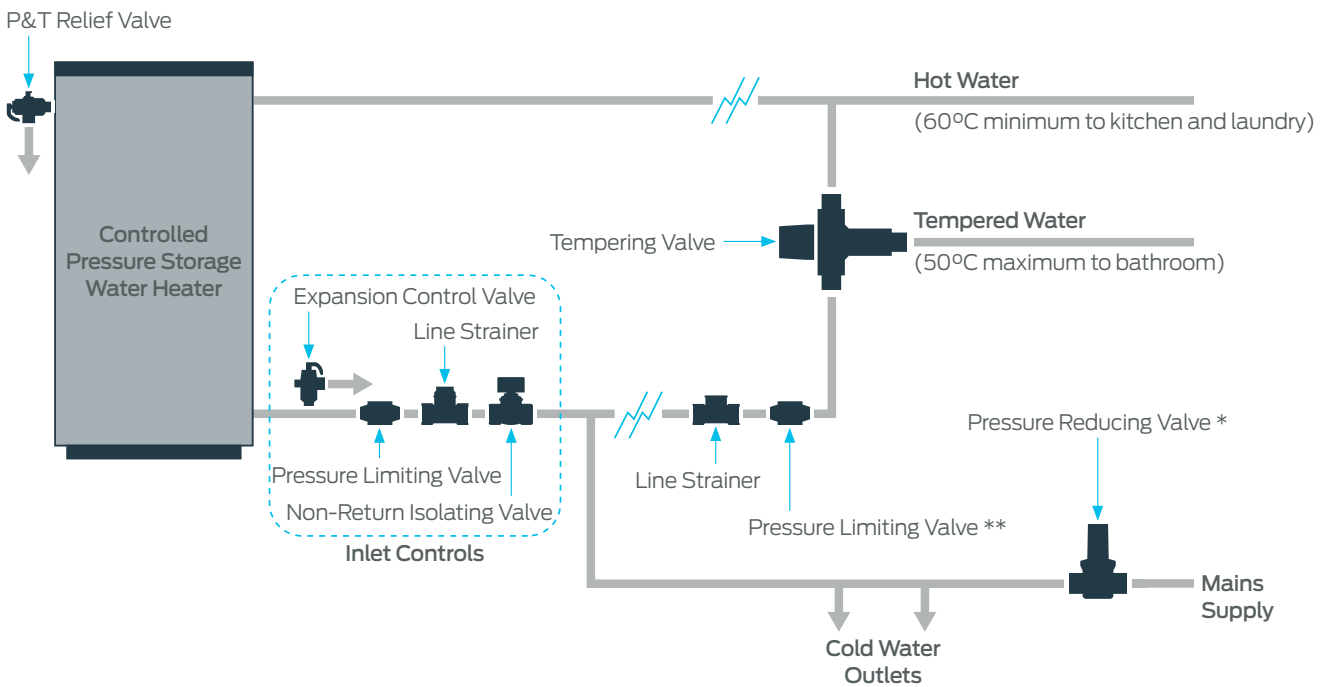 P&T Relief Valve
Hot Water
(60ºC minimum to kitchen and laundry)
Controlled
Pressure Storage
Water Heater
Tempering Valve
Tempered Water
(50ºC maximum to bathroom)
Expansion Control Valve
Line Strainer
Pressure Limiting Valve
Non-Return Isolating Valve
Inlet Controls
Line Strainer
Pressure Limiting Valve **
Pressure Reducing Valve *
Mains
Supply
Cold Water
Outlets